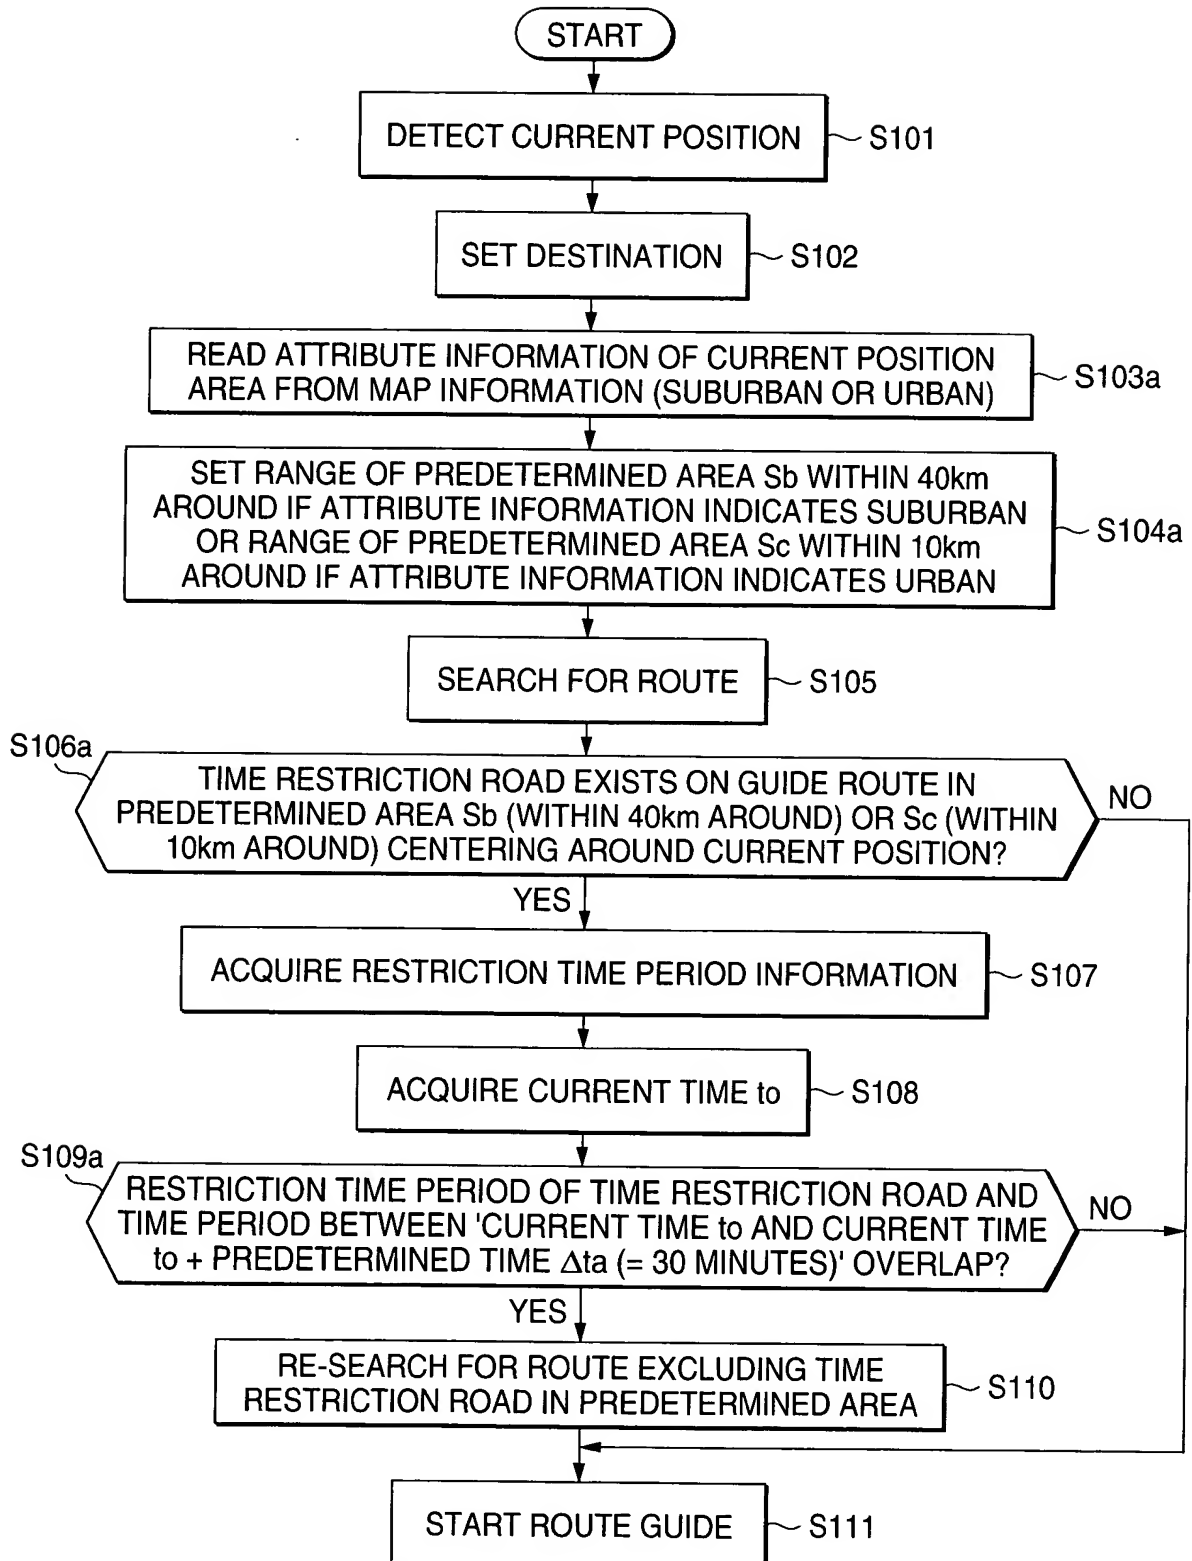 START
DETECT CURRENT POSITION
S101
SET DESTINATION
S102
READ ATTRIBUTE INFORMATION OF CURRENT POSITION
AREA FROM MAP INFORMATION (SUBURBAN OR URBAN)
S103a
SET RANGE OF PREDETERMINED AREA Sb WITHIN 40km
AROUND IF ATTRIBUTE INFORMATION INDICATES SUBURBAN
OR RANGE OF PREDETERMINED AREA Sc WITHIN 10km
AROUND IF ATTRIBUTE INFORMATION INDICATES URBAN
S104a
SEARCH FOR ROUTE
S105
S106a
TIME RESTRICTION ROAD EXISTS ON GUIDE ROUTE IN
PREDETERMINED AREA Sb (WITHIN 40km AROUND) OR Sc (WITHIN
10km AROUND) CENTERING AROUND CURRENT POSITION?
NO
YES
ACQUIRE RESTRICTION TIME PERIOD INFORMATION
S107
ACQUIRE CURRENT TIME to
S108
S109a
RESTRICTION TIME PERIOD OF TIME RESTRICTION ROAD AND
TIME PERIOD BETWEEN 'CURRENT TIME to AND CURRENT TIME
to + PREDETERMINED TIME Δta (= 30 MINUTES)' OVERLAP?
NO
YES
RE-SEARCH FOR ROUTE EXCLUDING TIME
RESTRICTION ROAD IN PREDETERMINED AREA
S110
START ROUTE GUIDE
S111